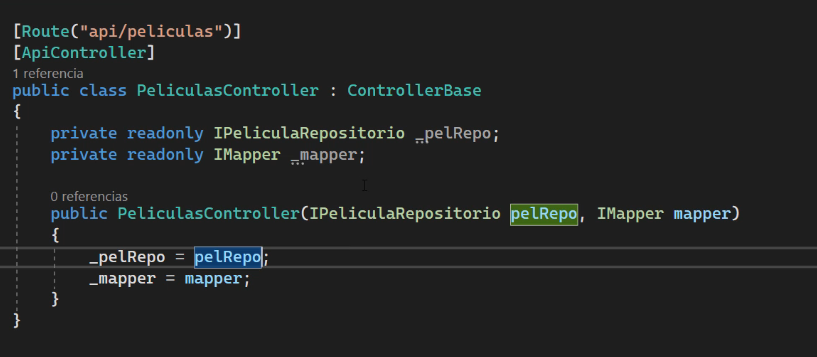 [Route("api/peliculas")]
[ApiController]
1 referencia
public class PeliculasController : ControllerBase
{
private readonly IPeliculaRepositorio _pelRepo;
private readonly IMapper _mapper;
0 referencias
public PeliculasController(IPeliculaRepositorio pelRepo, IMapper mapper)
{
_pelRepo = pelRepo;
_mapper = mapper;
}
}